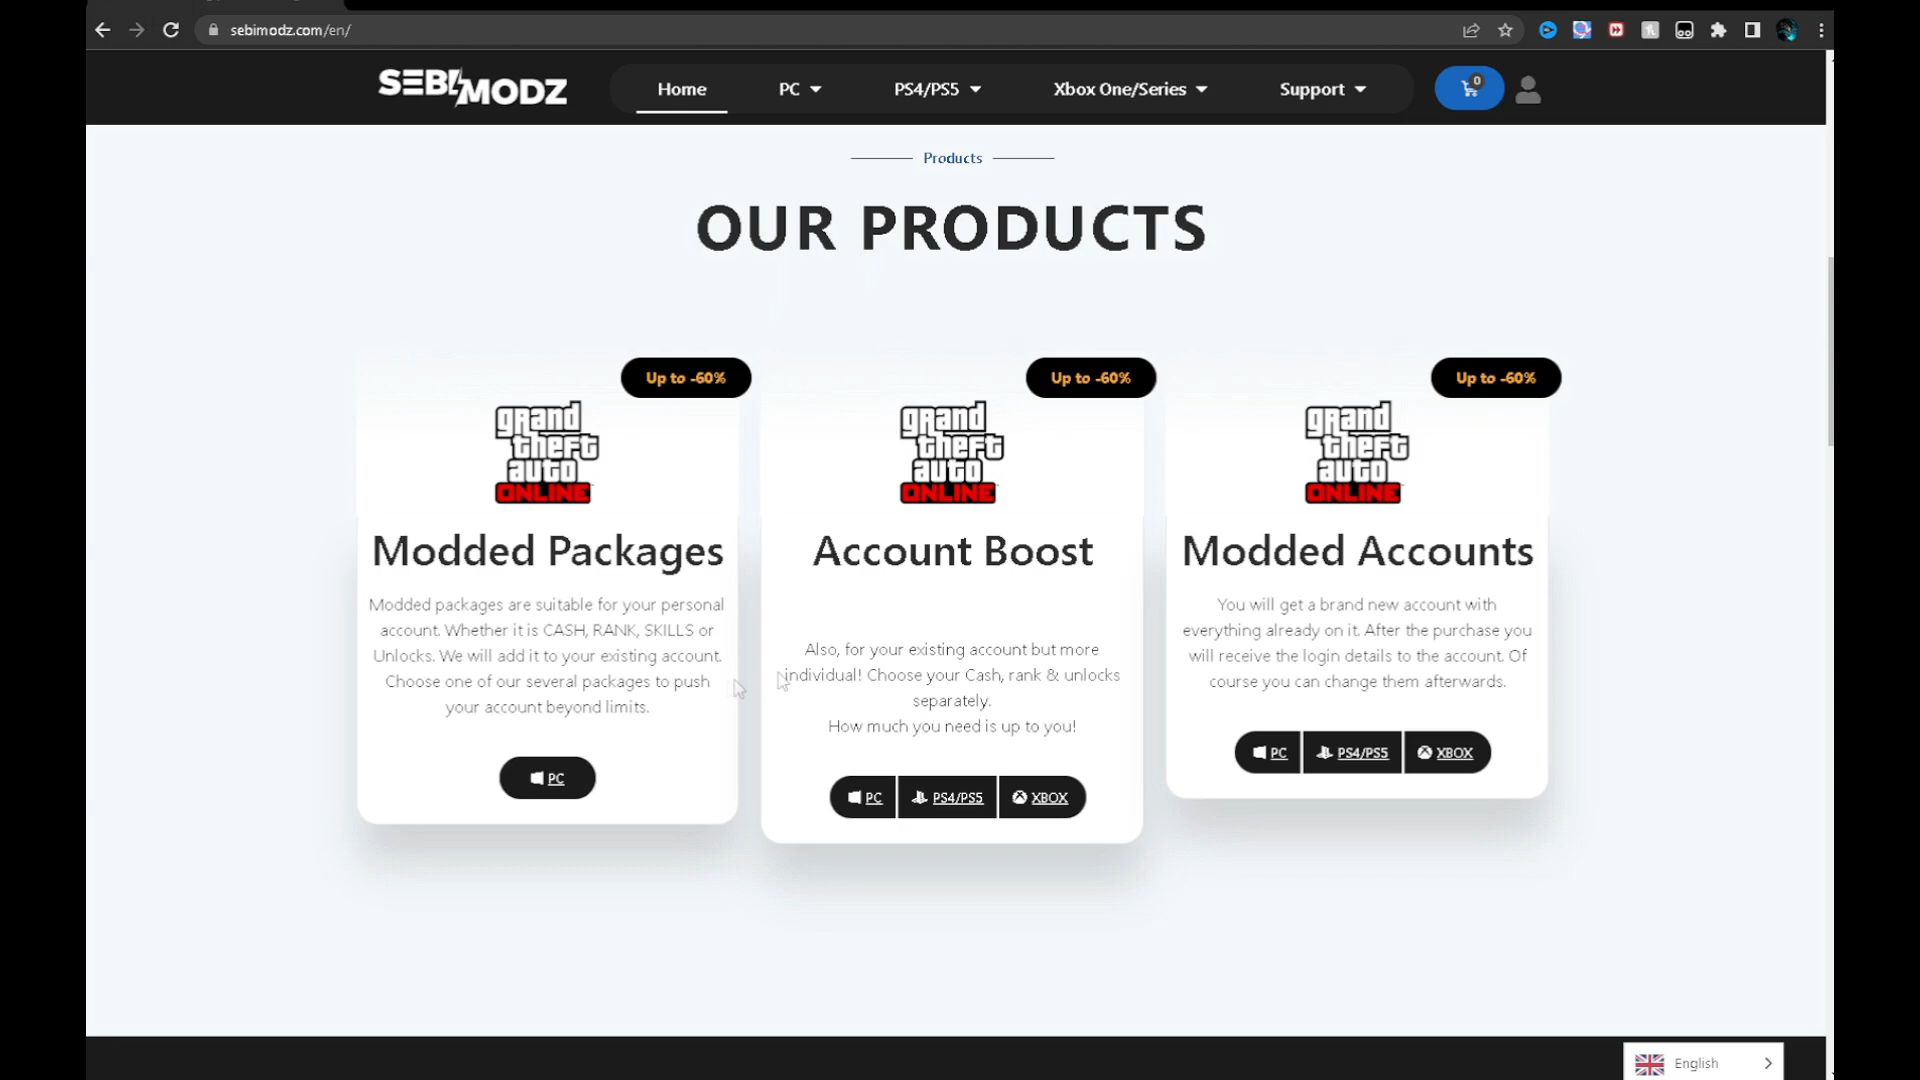 sebimodz.com/en/
SEBIMODZ
Home
PC
PS4/PS5
Xbox One/Series
Support
0
Products
OUR PRODUCTS
Up to -60%
grand
theft
auto
ONLINE
Modded Packages
Modded packages are suitable for your personal
account. Whether it is CASH, RANK, SKILLS or
Unlocks. We will add it to your existing account.
Choose one of our several packages to push
your account beyond limits.
PC
Up to -60%
grand
theft
auto
ONLINE
Account Boost
Also, for your existing account but more
individual! Choose your Cash, rank & unlocks
separately.
How much you need is up to you!
PC
PS4/PS5
XBOX
Up to -60%
grand
theft
auto
ONLINE
Modded Accounts
You will get a brand new account with
everything already on it. After the purchase you
will receive the login details to the account. Of
course you can change them afterwards.
PC
PS4/PS5
XBOX
English